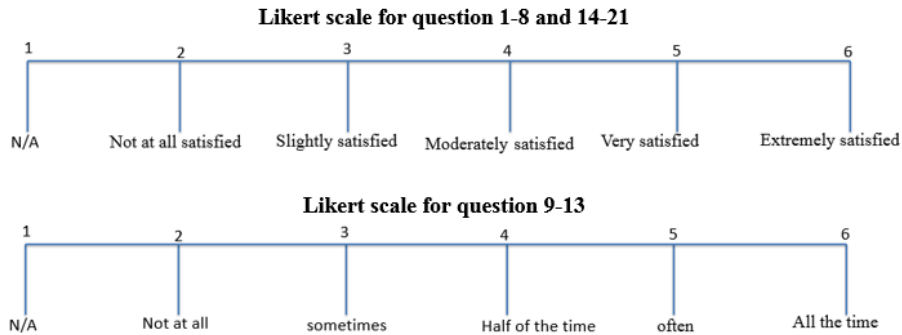 Likert scale for question 1-8 and 14-21
1 2 3 4 5 6
N/A Not at all satisfied Slightly satisfied Moderately satisfied Very satisfied Extremely satisfied
Likert scale for question 9-13
1 2 3 4 5 6
N/A Not at all sometimes Half of the time often All the time